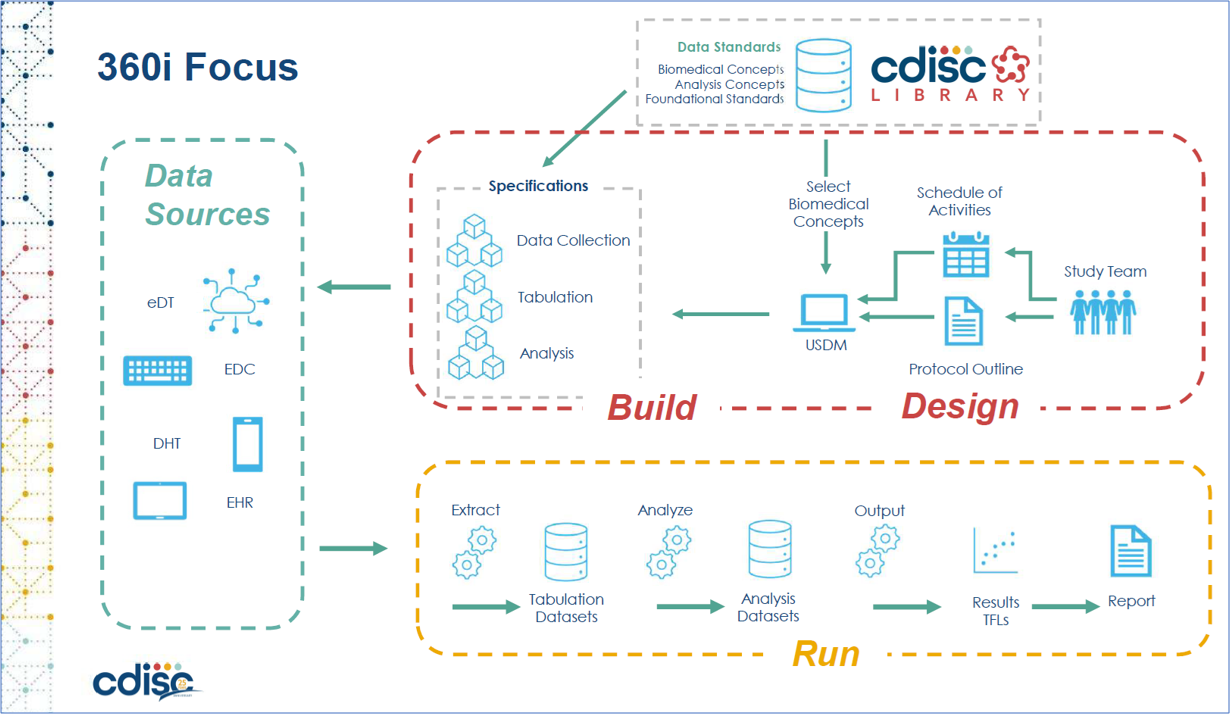 360i Focus
Data Standards
Biomedical Concepts
Analysis Concepts
Foundational Standards
cdisc
LIBRARY
Data
Sources
eDT
EDC
DHT
EHR
Specifications
Data Collection
Tabulation
Analysis
Select
Biomedical
Concepts
USDM
Schedule of
Activities
Study Team
Protocol Outline
Build
Design
Extract
Tabulation
Datasets
Analyze
Analysis
Datasets
Output
Results
TFLs
Report
Run
cdisc